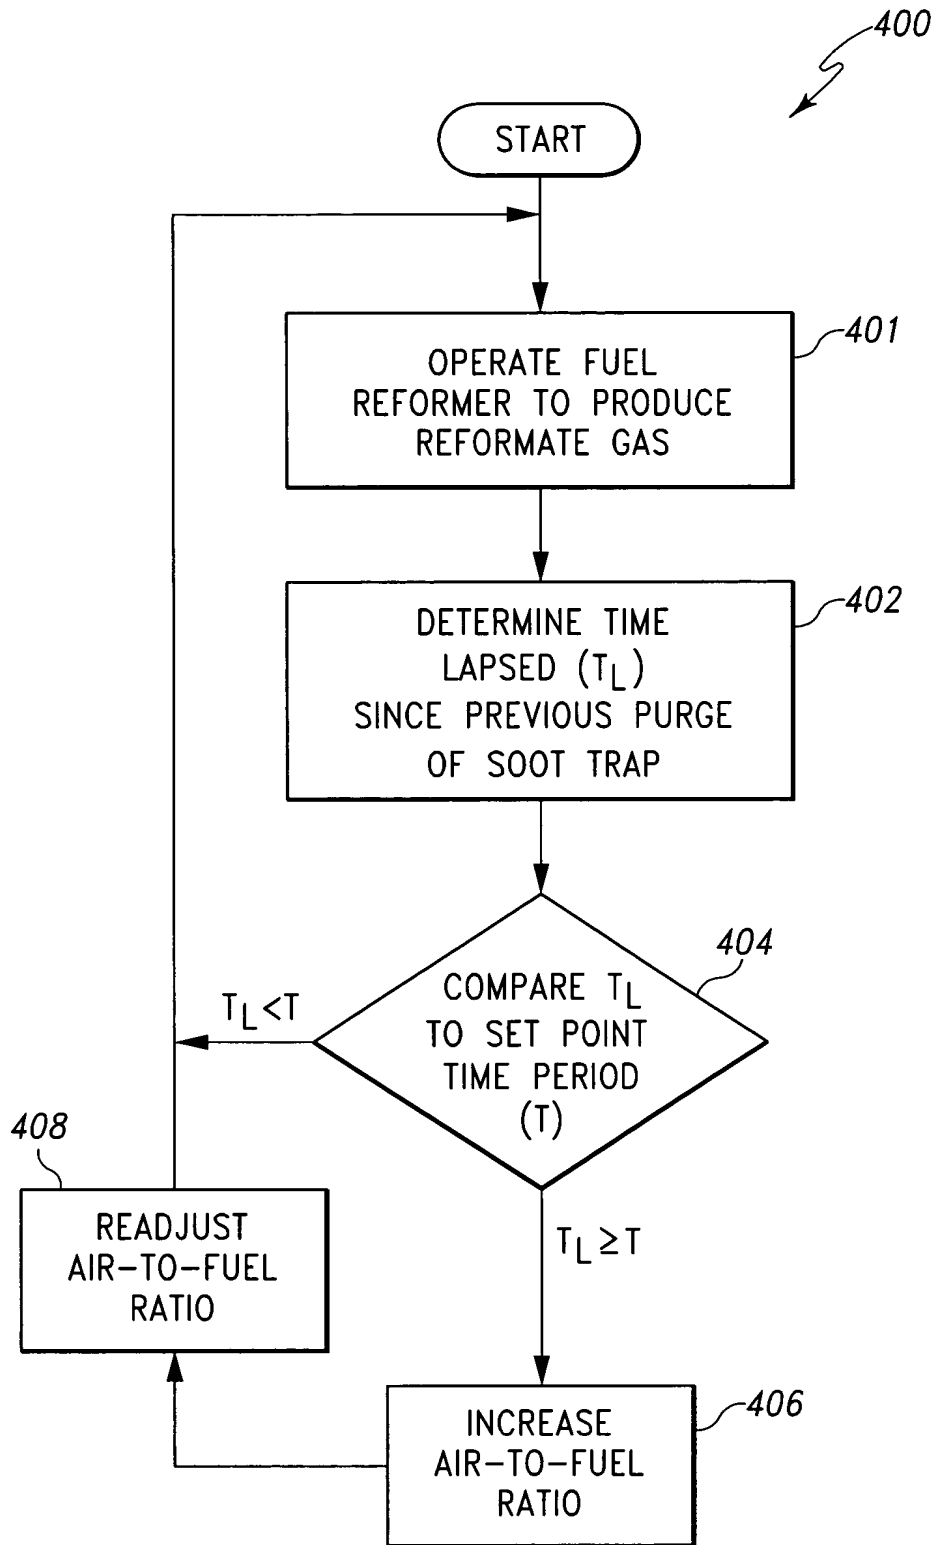 400
START
401
OPERATE FUEL
REFORMER TO PRODUCE
REFORMATE GAS
402
DETERMINE TIME
LAPSED (TL)
SINCE PREVIOUS PURGE
OF SOOT TRAP
404
COMPARE TL
TO SET POINT
TIME PERIOD
(T)
TL<T
408
READJUST
AIR-TO-FUEL
RATIO
TL≥T
406
INCREASE
AIR-TO-FUEL
RATIO